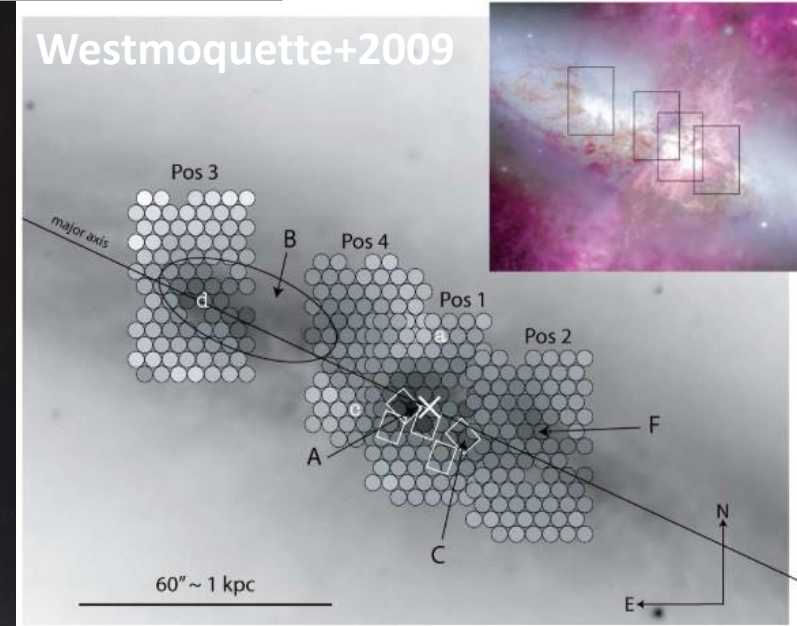 Westmoquette+2009
Pos 3
major axis
B
Pos 4
Pos 1
d
a
Pos 2
c
F
A
C
N
60" ~ 1 kpc
E